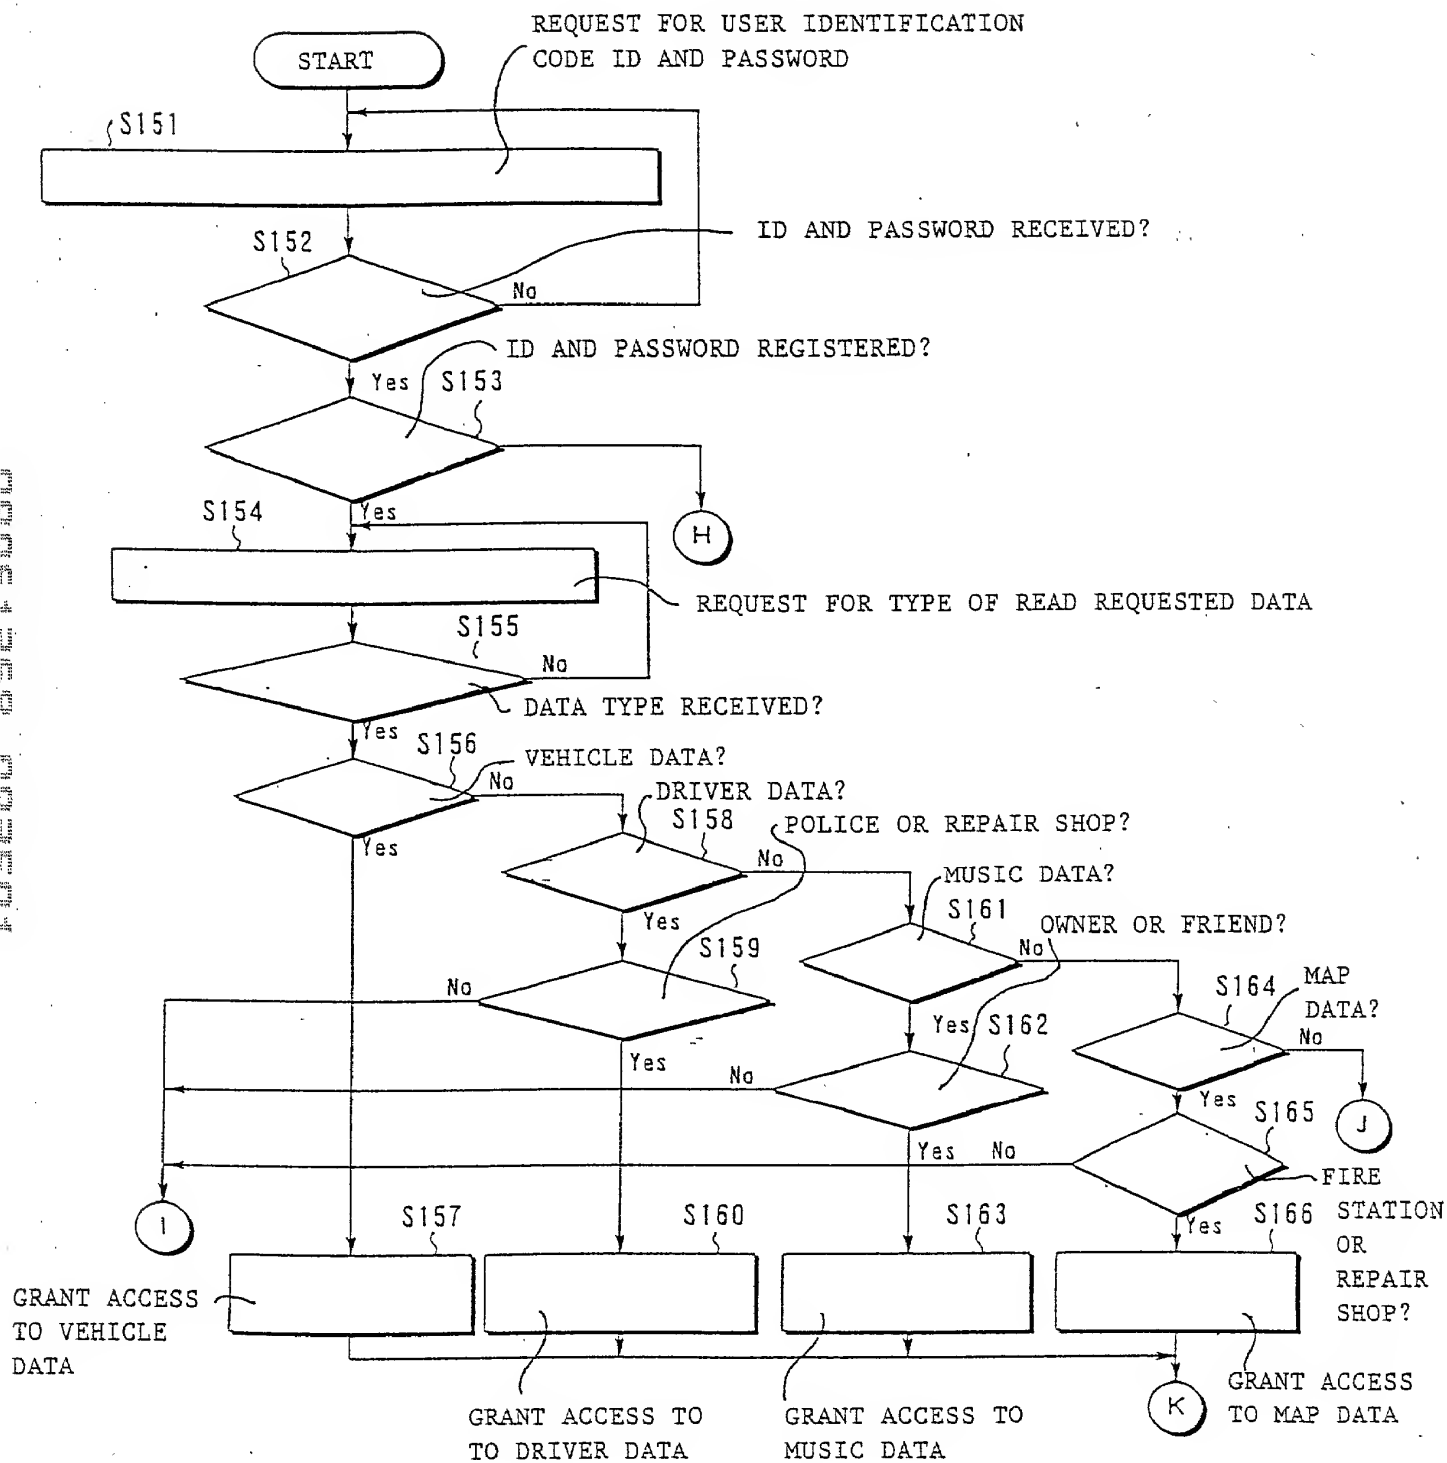 REQUEST FOR USER IDENTIFICATION
CODE ID AND PASSWORD
START
S151
S152
ID AND PASSWORD RECEIVED?
No
ID AND PASSWORD REGISTERED?
Yes
S153
S154
Yes
H
REQUEST FOR TYPE OF READ REQUESTED DATA
S155
No
DATA TYPE RECEIVED?
Yes
S156
VEHICLE DATA?
No
DRIVER DATA?
S158
POLICE OR REPAIR SHOP?
Yes
No
MUSIC DATA?
S161
OWNER OR FRIEND?
Yes
S159
No
No
S164
MAP
DATA?
Yes
S162
No
Yes
No
Yes
S165
J
Yes
No
FIRE
STATION
OR
REPAIR
SHOP?
I
S157
S160
S163
Yes
S166
GRANT ACCESS
TO VEHICLE
DATA
GRANT ACCESS
TO MAP DATA
K
GRANT ACCESS TO
TO DRIVER DATA
GRANT ACCESS TO
MUSIC DATA